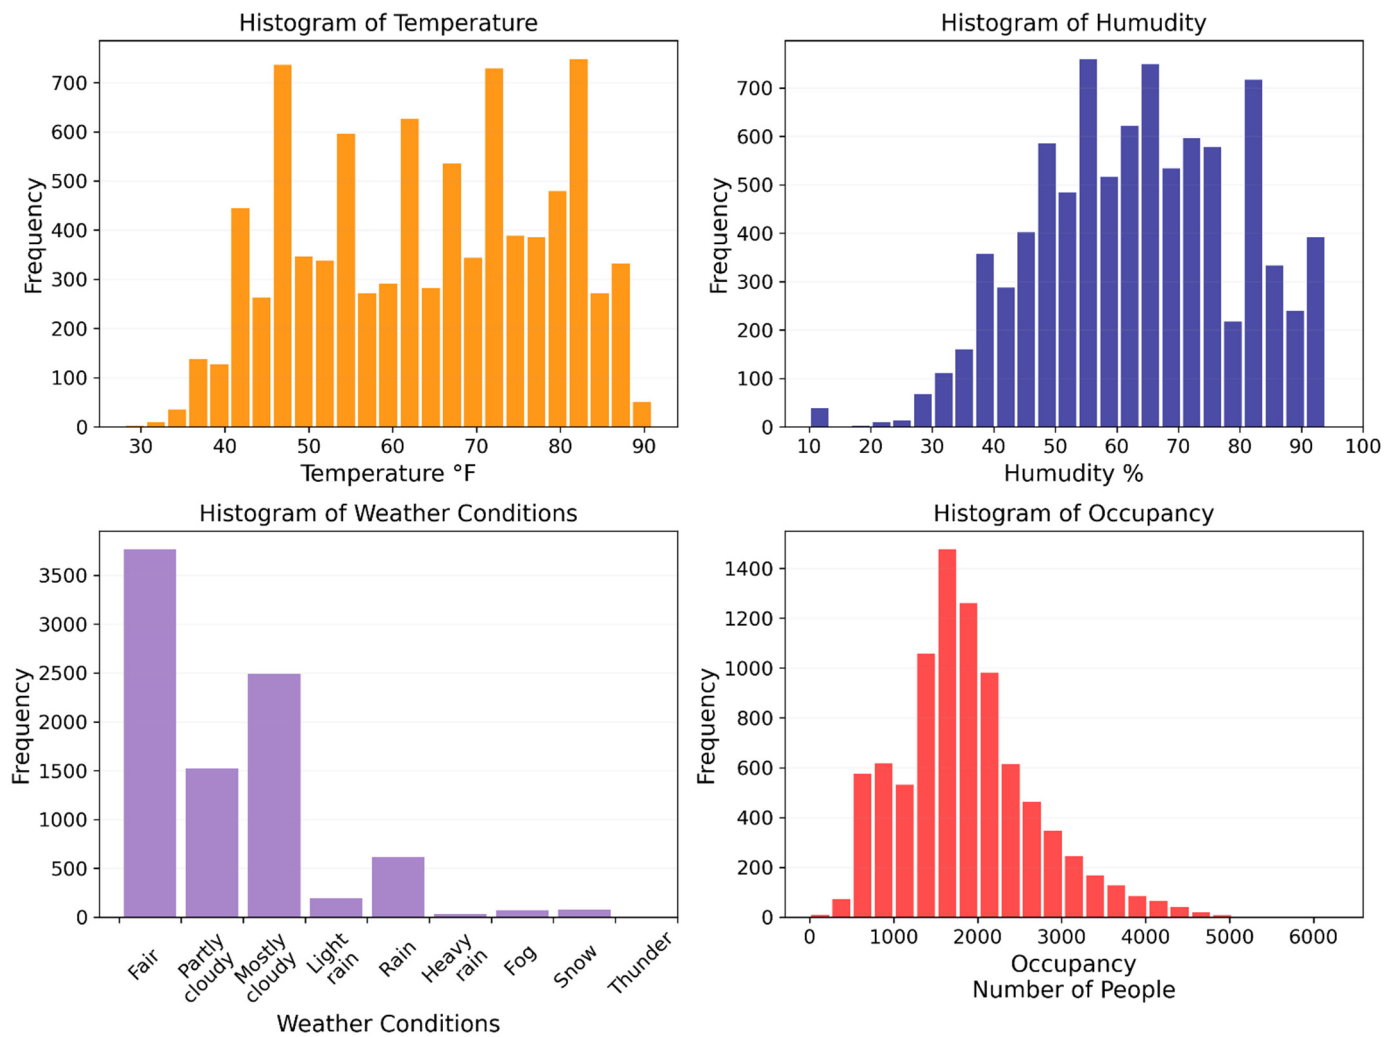 Histogram of Temperature
Frequency
700
600
500
400
300
200
100
0
30 40 50 60 70 80 90
Temperature °F
Histogram of Humudity
Frequency
700
600
500
400
300
200
100
0
10 20 30 40 50 60 70 80 90 100
Humudity %
Histogram of Weather Conditions
Frequency
3500
3000
2500
2000
1500
1000
500
0
Fair
Partly
cloudy
Mostly
cloudy
Light
rain
Rain
Heavy
rain
Fog
Snow
Thunder
Weather Conditions
Histogram of Occupancy
Frequency
1400
1200
1000
800
600
400
200
0
0 1000 2000 3000 4000 5000 6000
Occupancy
Number of People